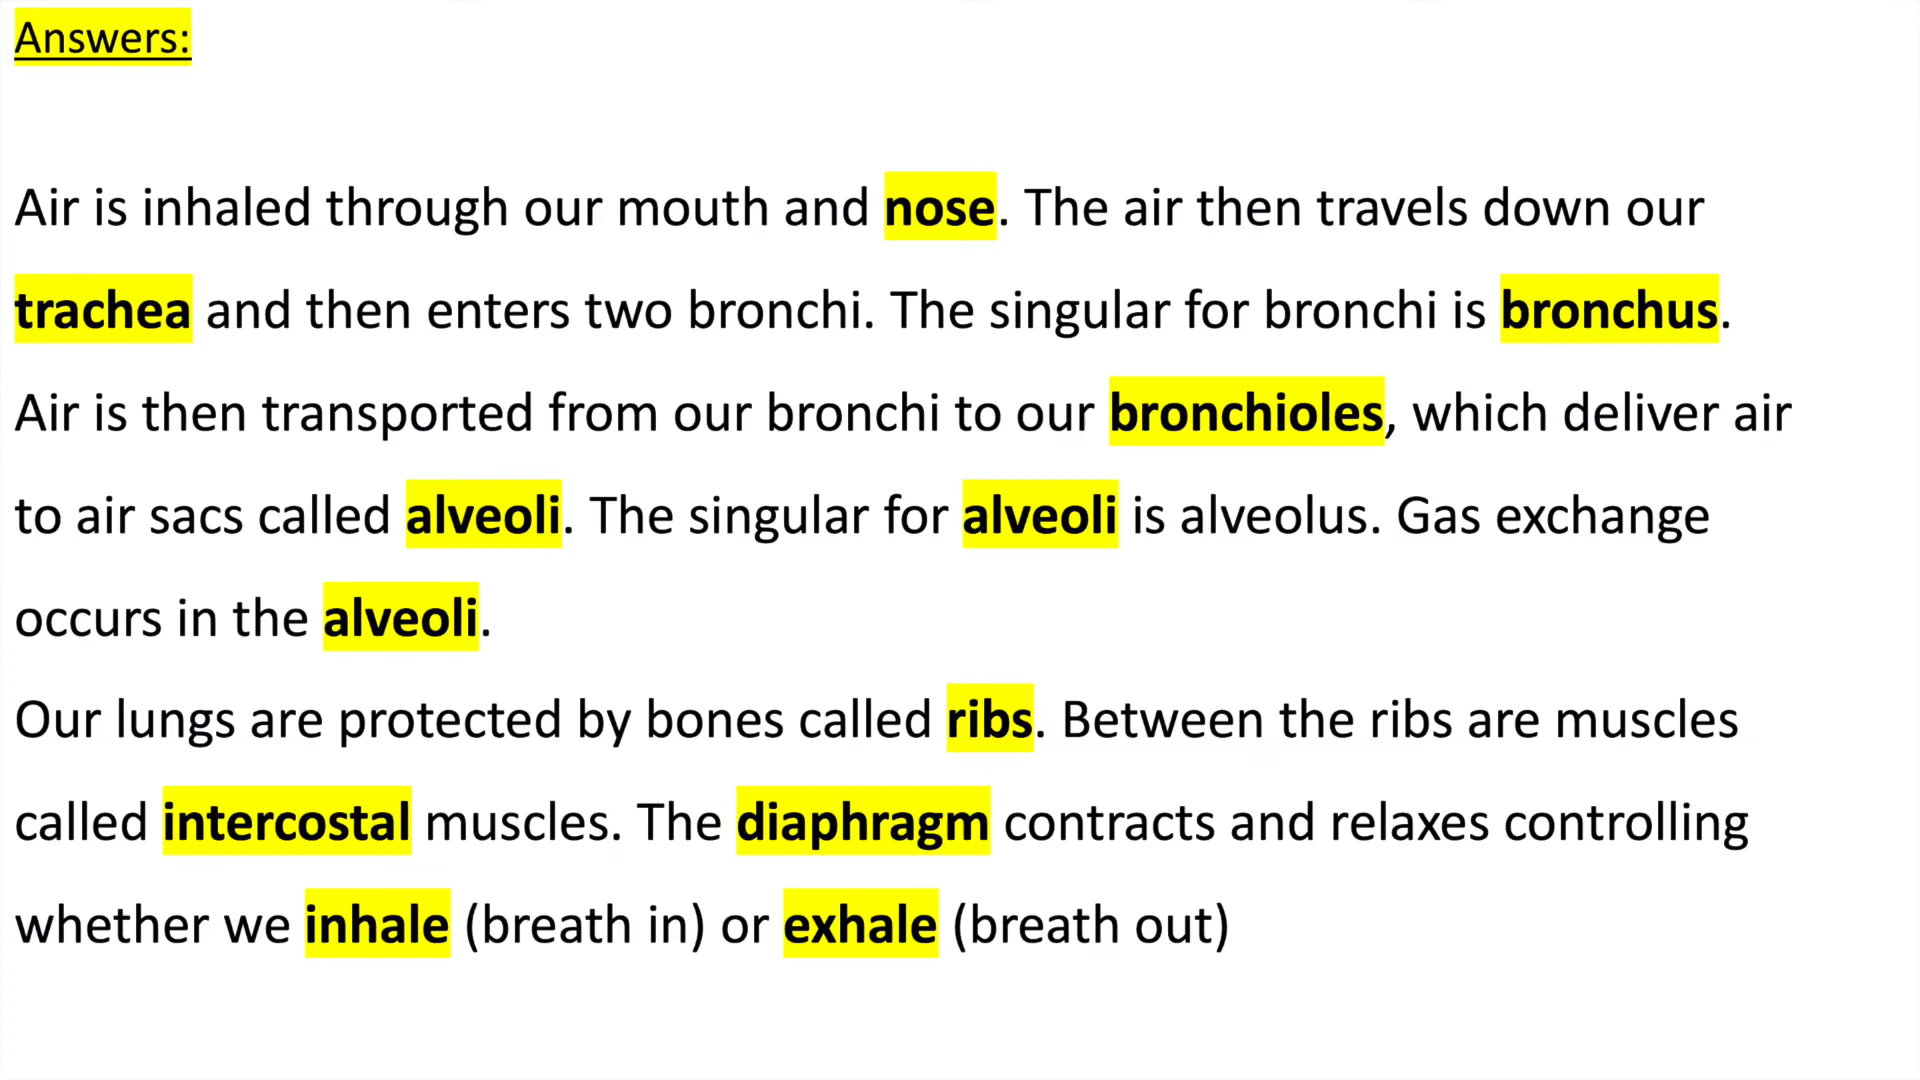 Answers:
Air is inhaled through our mouth and nose. The air then travels down our
trachea and then enters two bronchi. The singular for bronchi is bronchus.
Air is then transported from our bronchi to our bronchioles, which deliver air
to air sacs called alveoli. The singular for alveoli is alveolus. Gas exchange
occurs in the alveoli.
Our lungs are protected by bones called ribs. Between the ribs are muscles
called intercostal muscles. The diaphragm contracts and relaxes controlling
whether we inhale (breath in) or exhale (breath out)